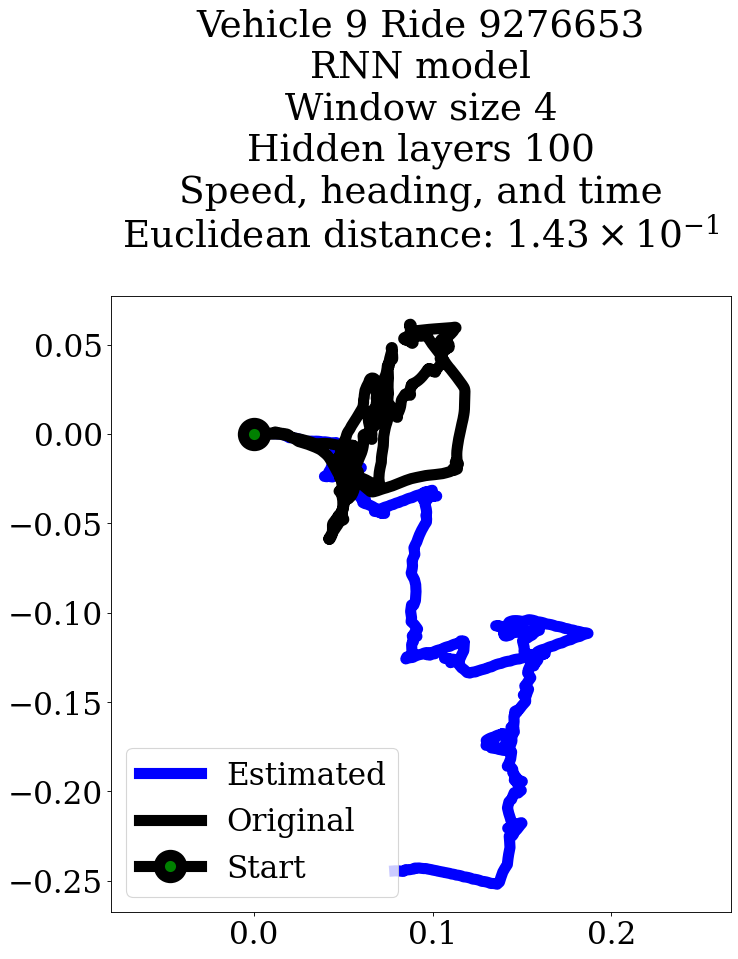 Vehicle 9 Ride 9276653
RNN model
Window size 4
Hidden layers 100
Speed, heading, and time
Euclidean distance: 1.43 × 10⁻¹
0.05
0.00
−0.05
−0.10
−0.15
−0.20
−0.25
Estimated
Original
Start
0.0 0.1 0.2